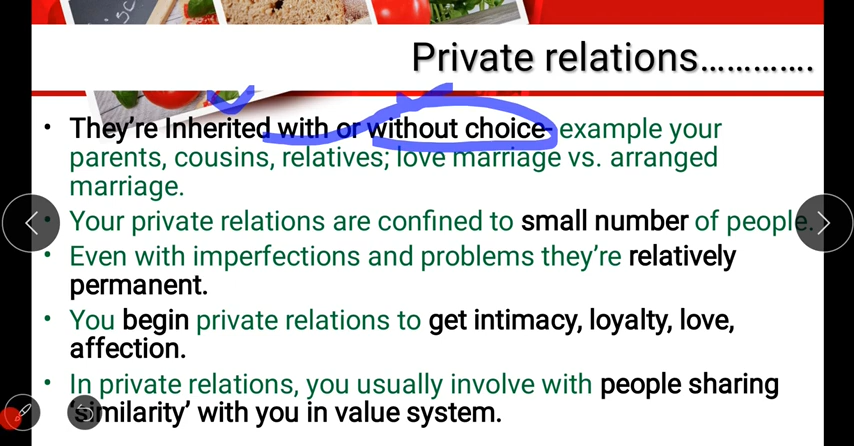 Private relations………….
• They're Inherited with or without choice- example your
parents, cousins, relatives; love marriage vs. arranged
marriage.
• Your private relations are confined to small number of people.
• Even with imperfections and problems they're relatively
permanent.
• You begin private relations to get intimacy, loyalty, love,
affection.
• In private relations, you usually involve with people sharing
'similarity' with you in value system.